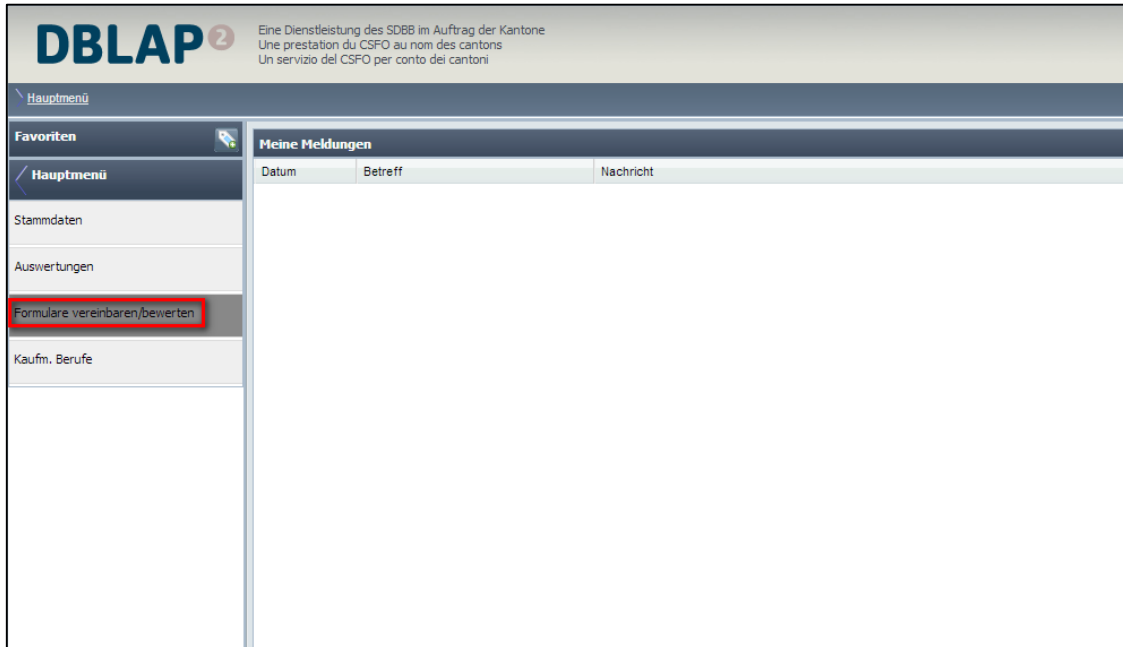 DBLAP2
Eine Dienstleistung des SDBB im Auftrag der Kantone
Une prestation du CSFO au nom des cantons
Un servizio del CSFO per conto dei cantoni
Hauptmenü
Favoriten
Hauptmenü
Stammdaten
Auswertungen
Formulare vereinbaren/bewerten
Kaufm. Berufe
Meine Meldungen
Datum Betreff Nachricht